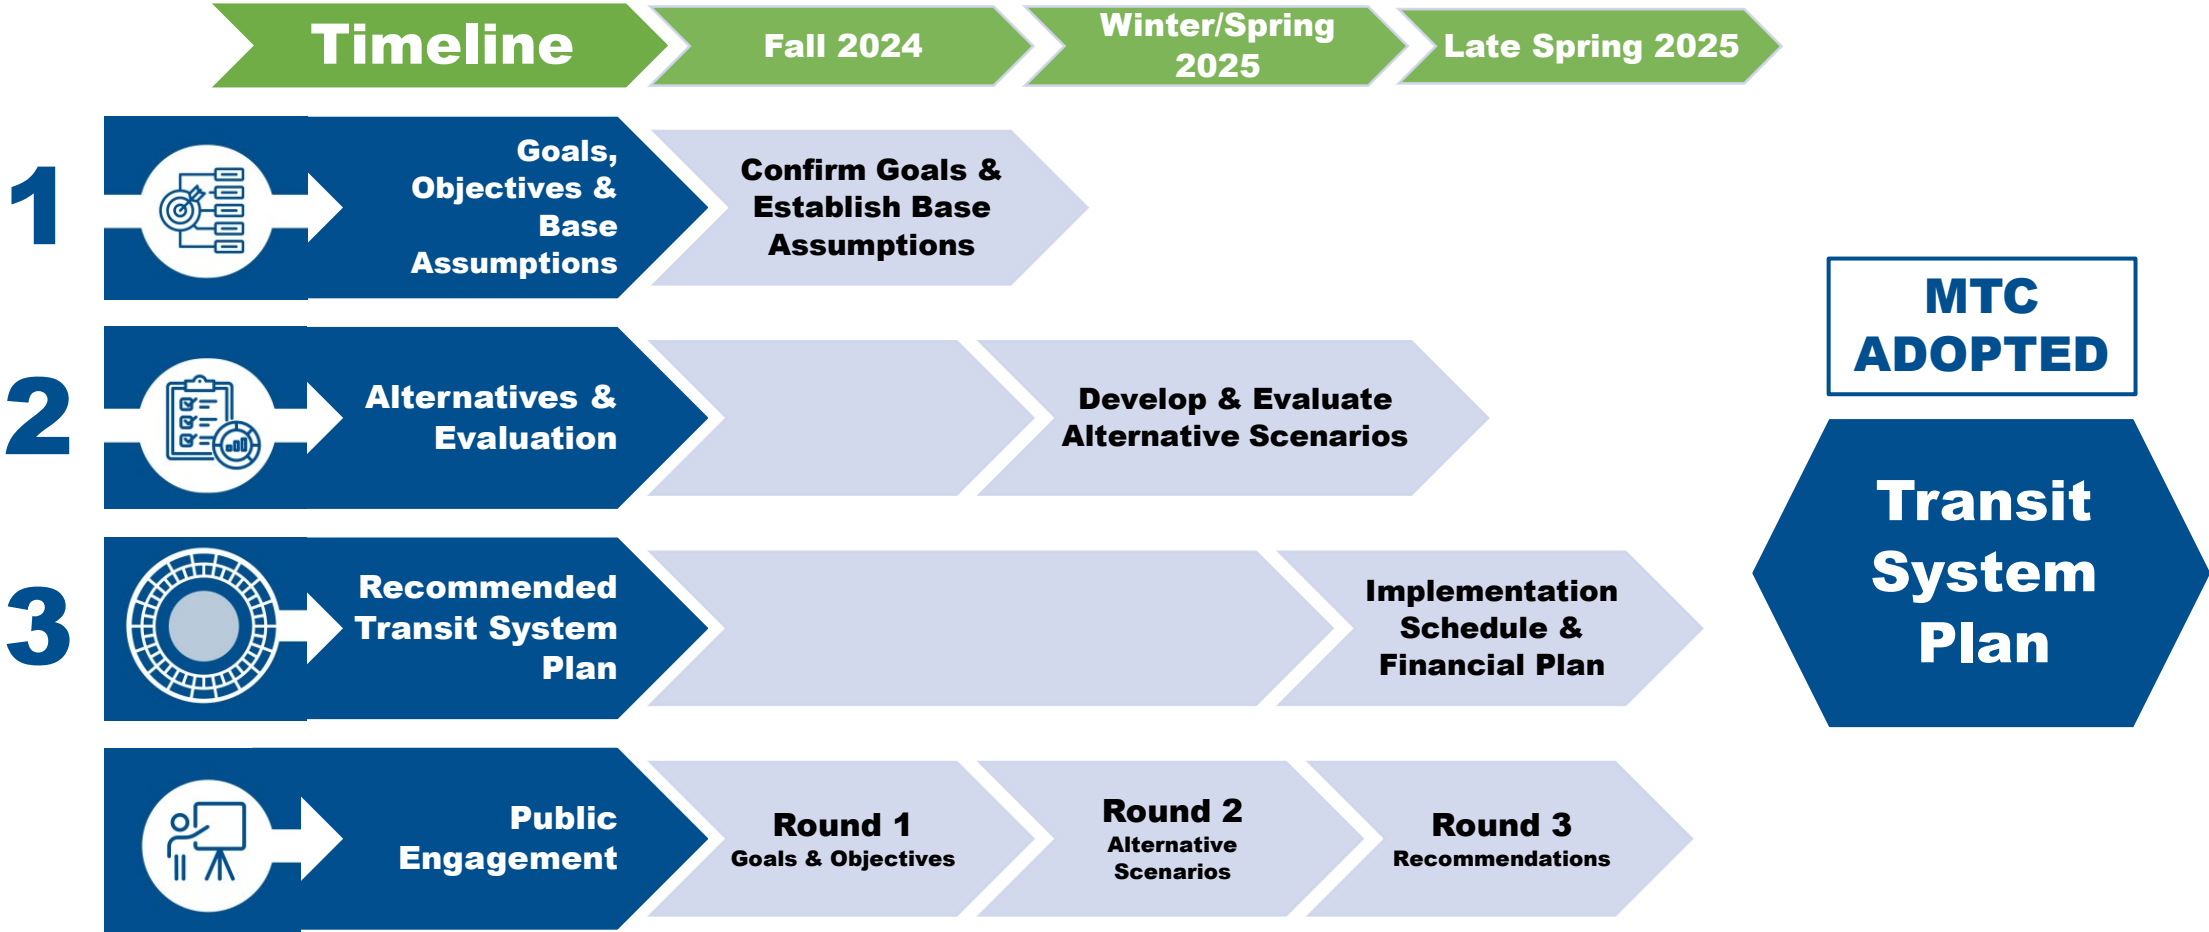 Timeline
Fall 2024
Winter/Spring
2025
Late Spring 2025
1
Goals,
Objectives &
Base
Assumptions
Confirm Goals &
Establish Base
Assumptions
2
Alternatives &
Evaluation
Develop & Evaluate
Alternative Scenarios
3
Recommended
Transit System
Plan
Implementation
Schedule &
Financial Plan
Public
Engagement
Round 1
Goals & Objectives
Round 2
Alternative
Scenarios
Round 3
Recommendations
MTC
ADOPTED
Transit
System
Plan